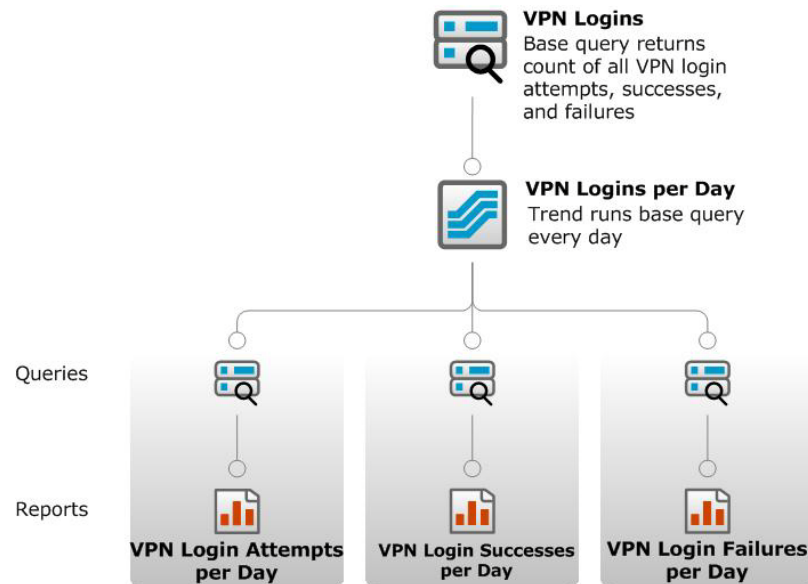 VPN Logins
Base query returns
count of all VPN login
attempts, successes,
and failures
VPN Logins per Day
Trend runs base query
every day
Queries
Reports
VPN Login Attempts
per Day
VPN Login Successes
per Day
VPN Login Failures
per Day